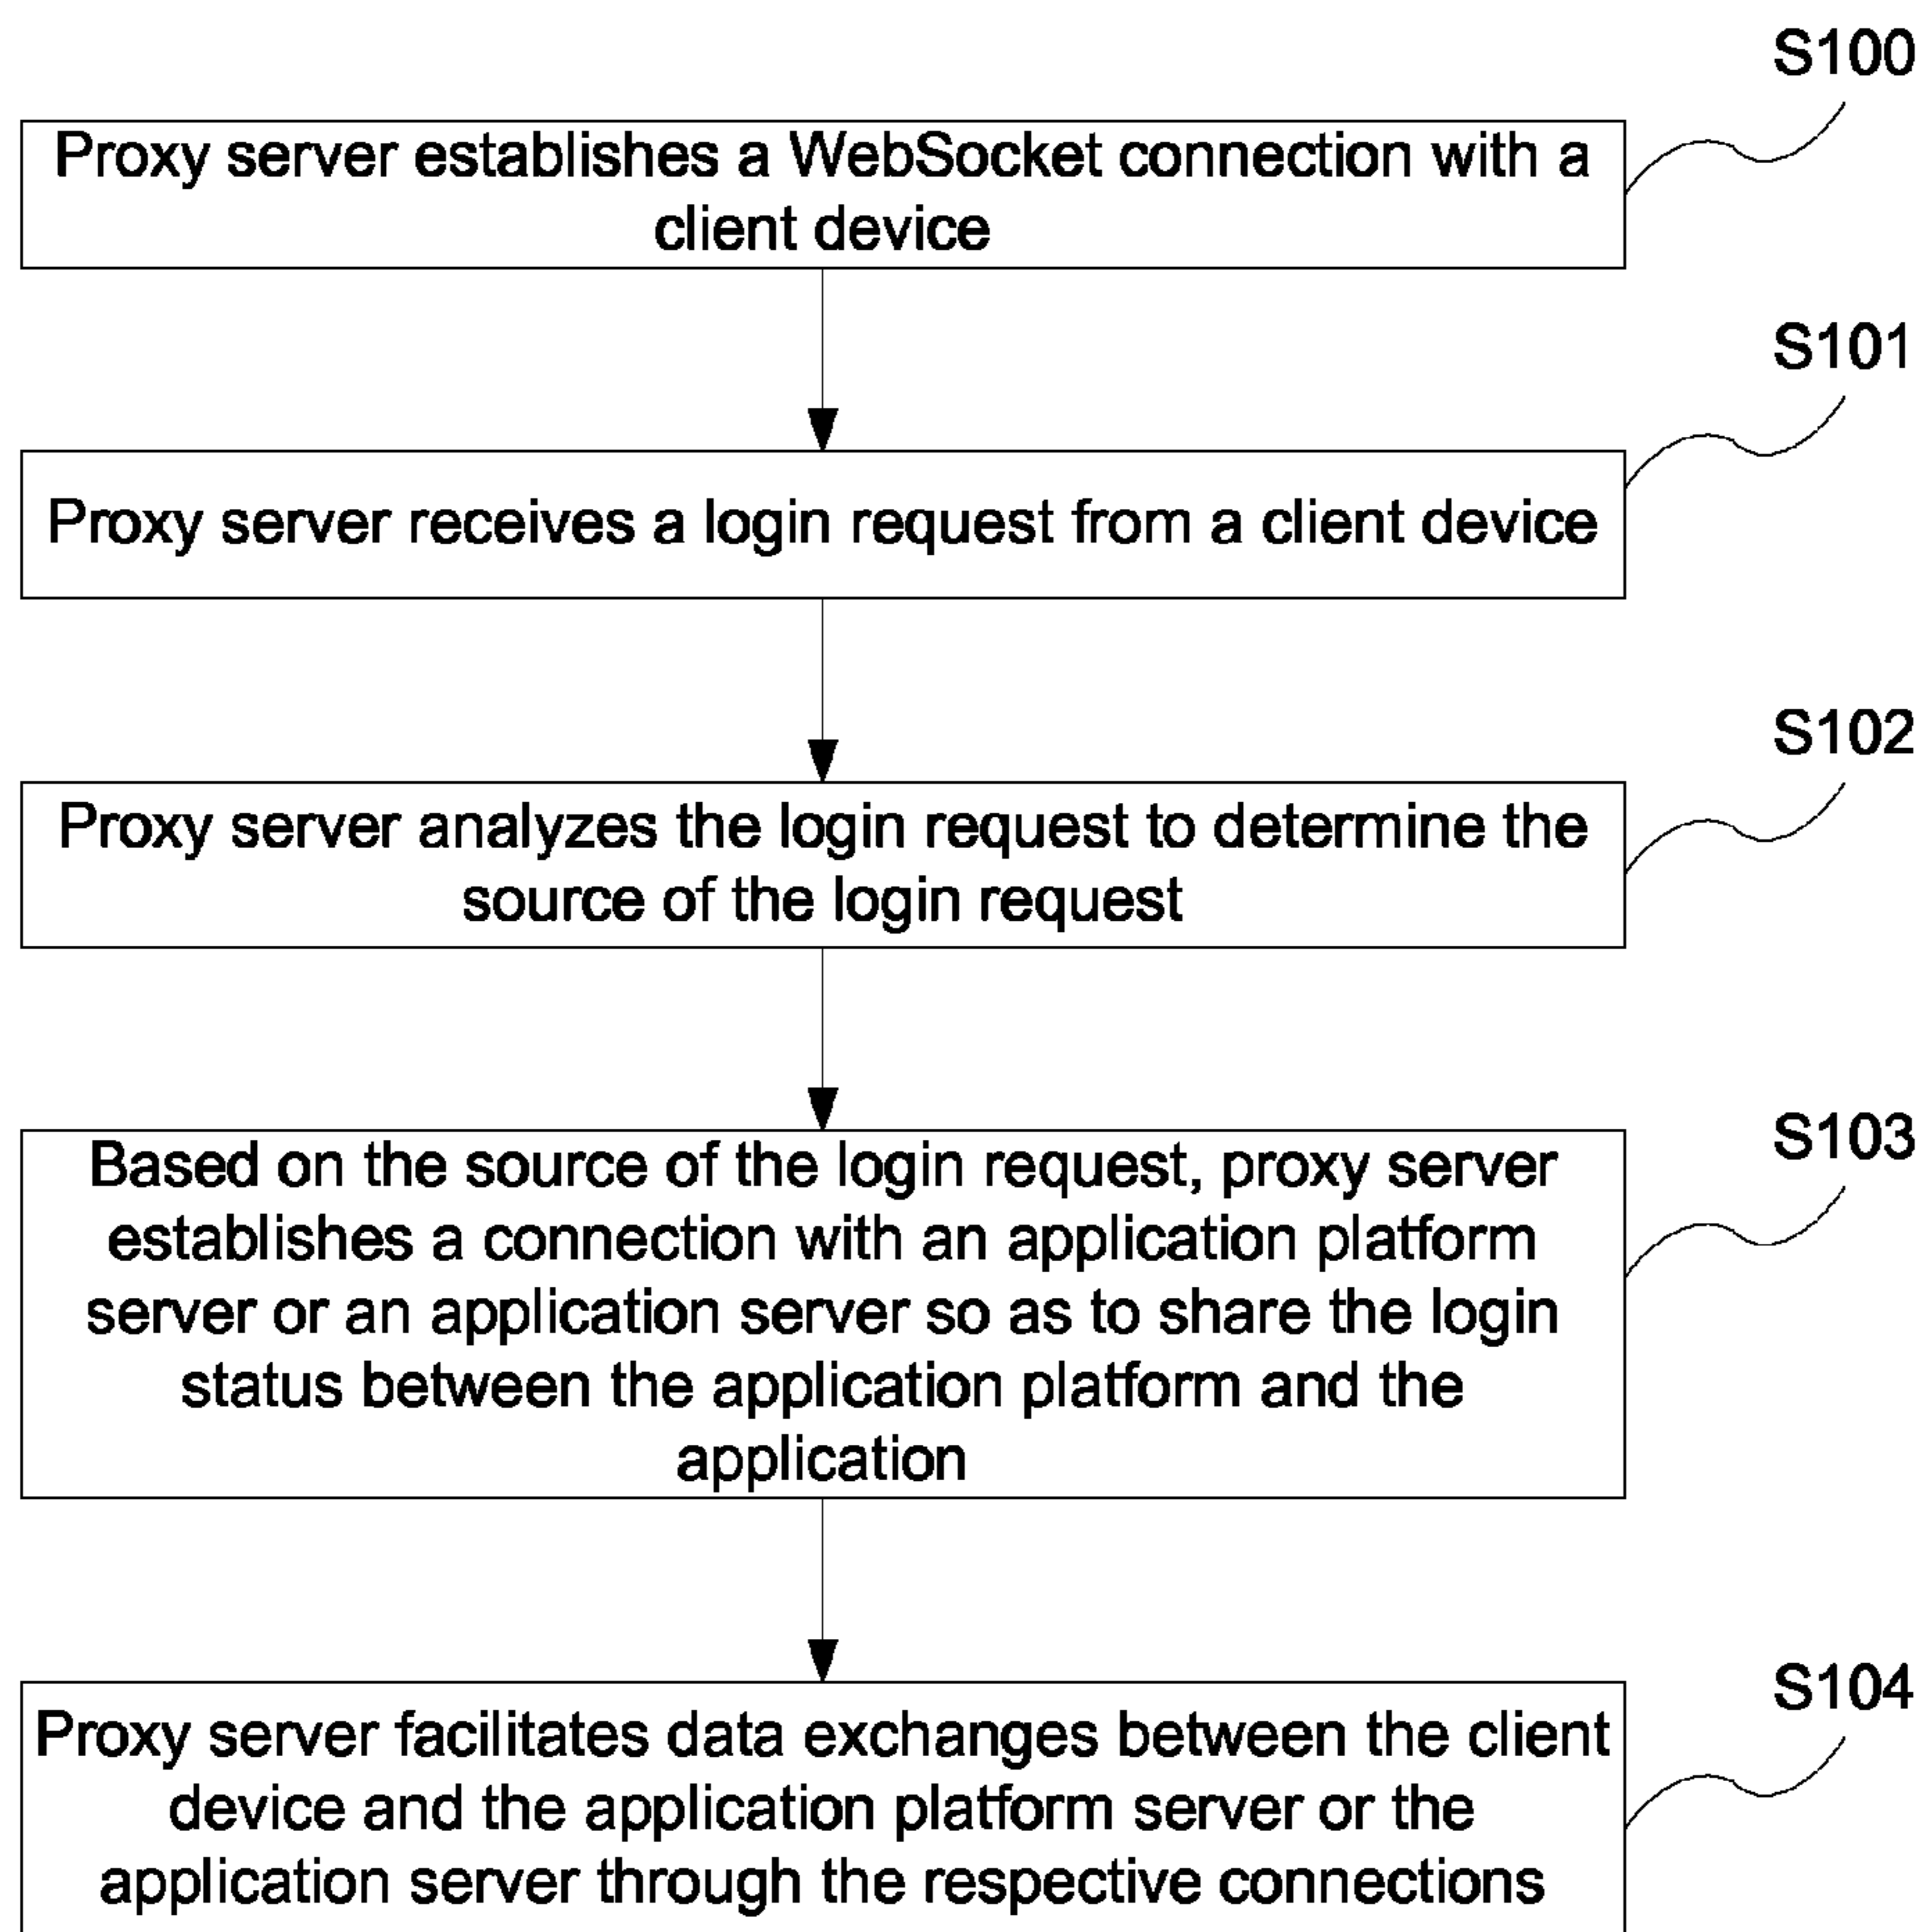 S100
Proxy server establishes a WebSocket connection with a
client device
S101
Proxy server receives a login request from a client device
S102
Proxy server analyzes the login request to determine the
source of the login request
S103
Based on the source of the login request, proxy server
establishes a connection with an application platform
server or an application server so as to share the login
status between the application platform and the
application
S104
Proxy server facilitates data exchanges between the client
device and the application platform server or the
application server through the respective connections